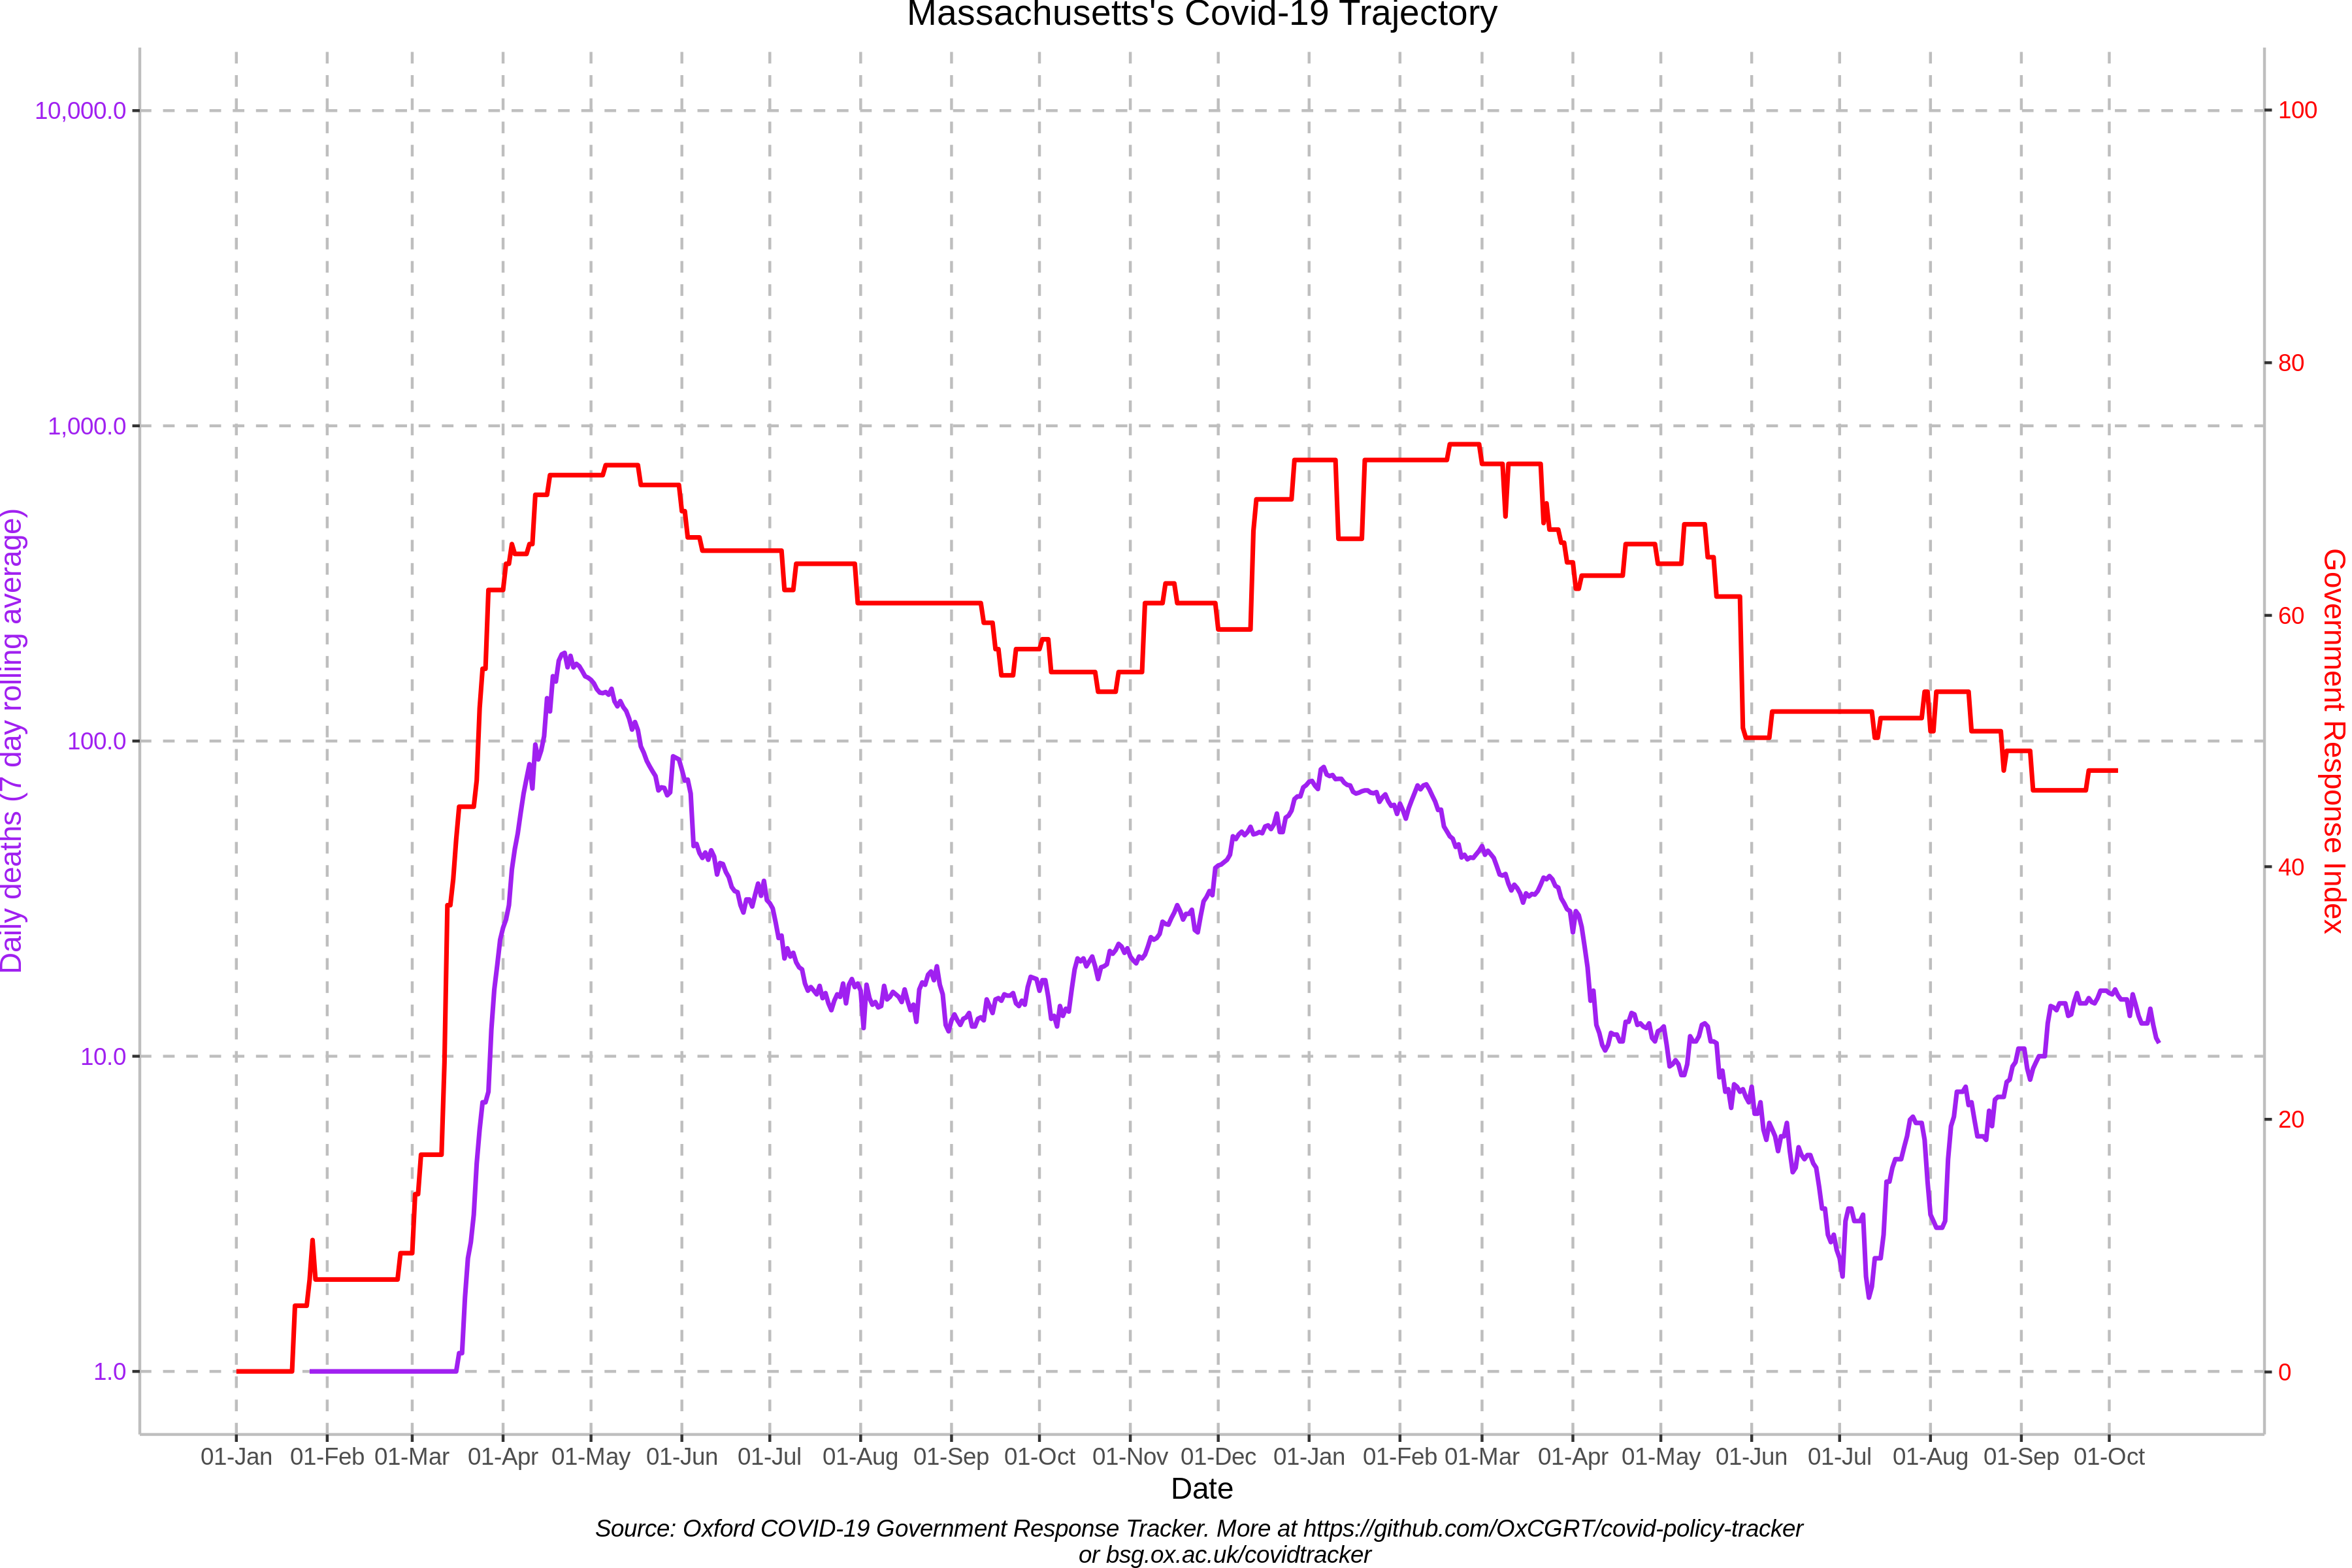 Massachusetts's Covid-19 Trajectory
10,000.0
1,000.0
100.0
10.0
1.0
Daily deaths (7 day rolling average)
100
80
60
40
20
0
Government Response Index
01-Jan 01-Feb 01-Mar 01-Apr 01-May 01-Jun 01-Jul 01-Aug 01-Sep 01-Oct 01-Nov 01-Dec 01-Jan 01-Feb 01-Mar 01-Apr 01-May 01-Jun 01-Jul 01-Aug 01-Sep 01-Oct
Date
Source: Oxford COVID-19 Government Response Tracker. More at https://github.com/OxCGRT/covid-policy-tracker
or bsg.ox.ac.uk/covidtracker